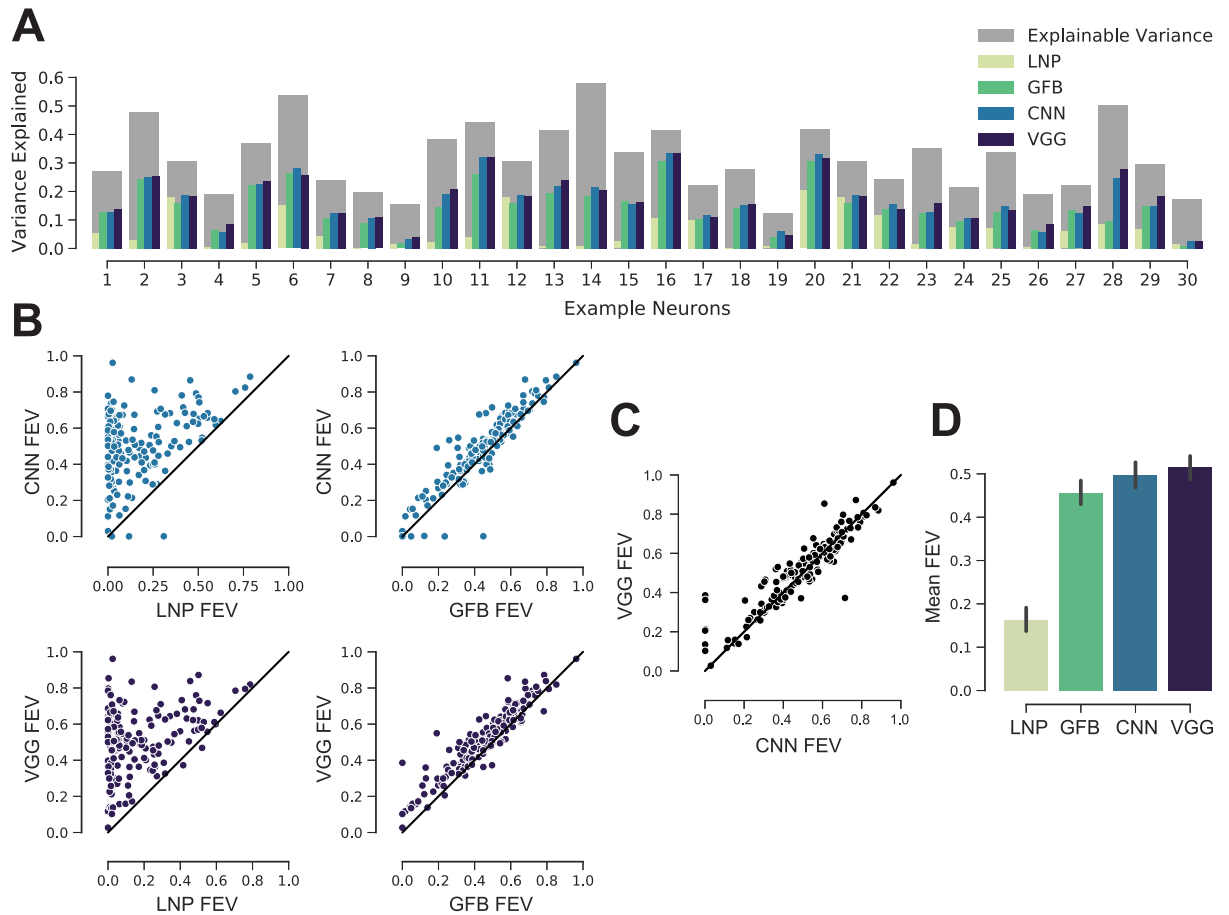 A
Explainable Variance
LNP
GFB
CNN
VGG
Variance Explained
0.6
0.5
0.4
0.3
0.2
0.1
0.0
1 2 3 4 5 6 7 8 9 10 11 12 13 14 15 16 17 18 19 20 21 22 23 24 25 26 27 28 29 30
Example Neurons
B
CNN FEV
1.0
0.8
0.6
0.4
0.2
0.0
0.00 0.25 0.50 0.75 1.00
LNP FEV
CNN FEV
1.0
0.8
0.6
0.4
0.2
0.0
0.0 0.2 0.4 0.6 0.8 1.0
GFB FEV
VGG FEV
1.0
0.8
0.6
0.4
0.2
0.0
0.0 0.2 0.4 0.6 0.8 1.0
LNP FEV
VGG FEV
1.0
0.8
0.6
0.4
0.2
0.0
0.0 0.2 0.4 0.6 0.8 1.0
GFB FEV
C
VGG FEV
1.0
0.8
0.6
0.4
0.2
0.0
0.0 0.2 0.4 0.6 0.8 1.0
CNN FEV
D
Mean FEV
0.5
0.4
0.3
0.2
0.1
0.0
LNP GFB CNN VGG